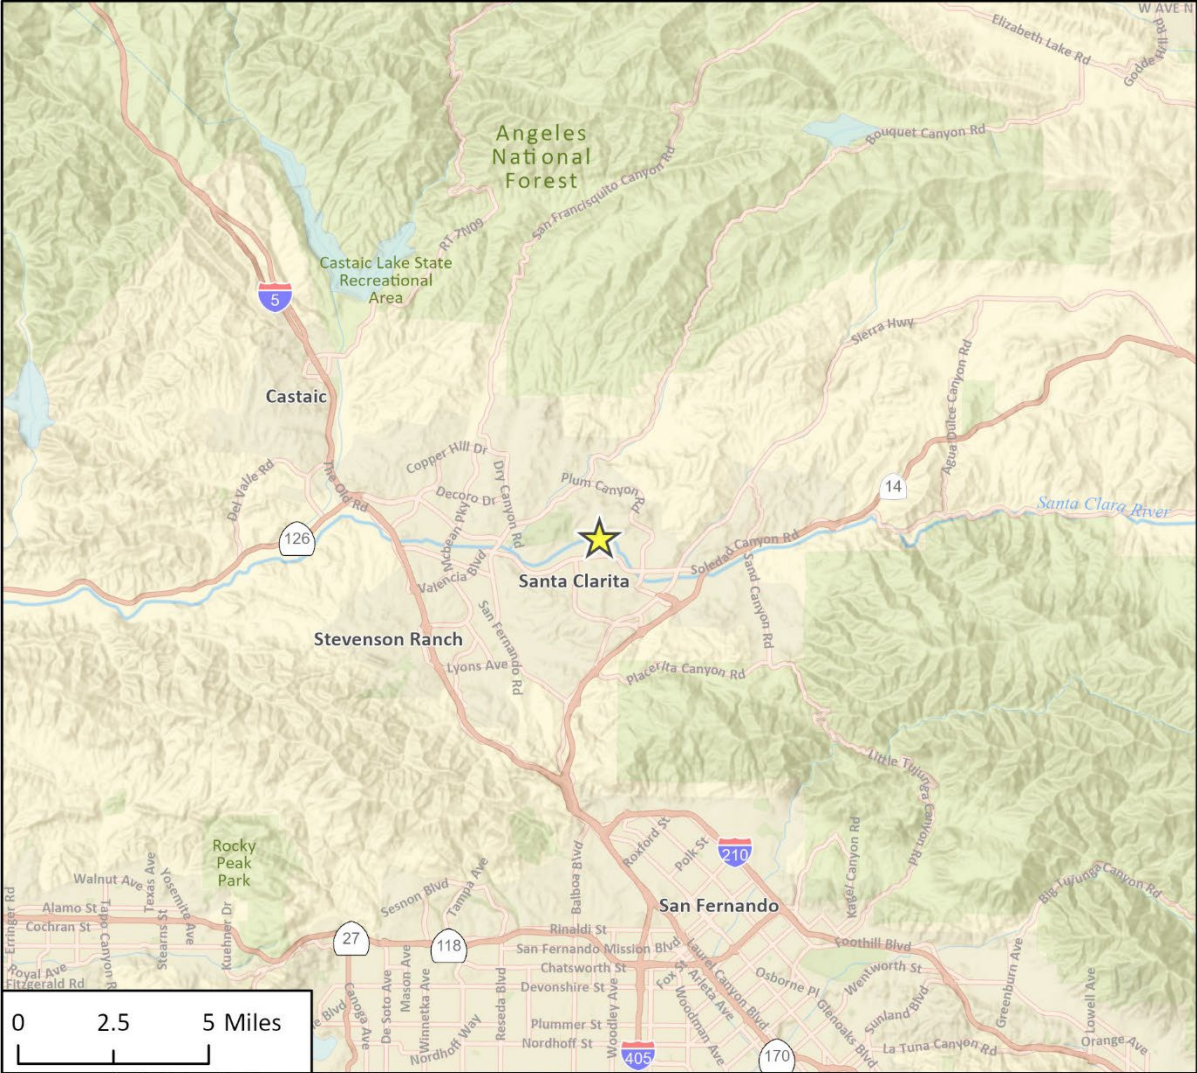 W AVE N
Elizabeth Lake Rd
Godde Hill Rd
Angeles
National
Forest
Bouquet Canyon Rd
San Francisquito Canyon Rd
RT 7N09
Castaic Lake State
Recreational
Area
5
Sierra Hwy
Castaic
Agua Dulce Canyon Rd
Copper Hill Dr
Del Valle Rd
The Old Rd
Decoro Dr
Dry Canyon Rd
Plum Canyon Rd
14
Santa Clara River
Mcbean Pky
126
Soledad Canyon Rd
Valencia Blvd
Santa Clarita
Sand Canyon Rd
San Fernando Rd
Stevenson Ranch
Lyons Ave
Placerita Canyon Rd
Little Tujunga Canyon Rd
Rocky
Peak
Park
Roxford St
Polk St
210
Balboa Blvd
Kagel Canyon Rd
Walnut Ave
Texas Ave
Yosemite Ave
Sesnon Blvd
Tampa Ave
Big Tujunga Canyon Rd
Erringer Rd
Alamo St
Tapo Canyon R
Stearns St
Kuehner Dr
San Fernando
Cochran St
27
118
Rinaldi St
San Fernando Mission Blvd
Laurel Canyon Blvd
Foothill Blvd
Royal Ave
Fitzgerald Rd
Chatsworth St
Fox St
Arleta Ave
Osborne Pl
Wentworth St
Greenburn Ave
Lowell Ave
Canoga Ave
De Soto Ave
Mason Ave
Winnetka Ave
Reseda Blvd
Devonshire St
Woodley Ave
Woodman Ave
Glenoaks Blvd
Sunland Blvd
0 2.5 5 Miles
le Blvd
Nordhoff Way
Plummer St
Nordhoff St
405
170
La Tuna Canyon Rd
Orange Ave